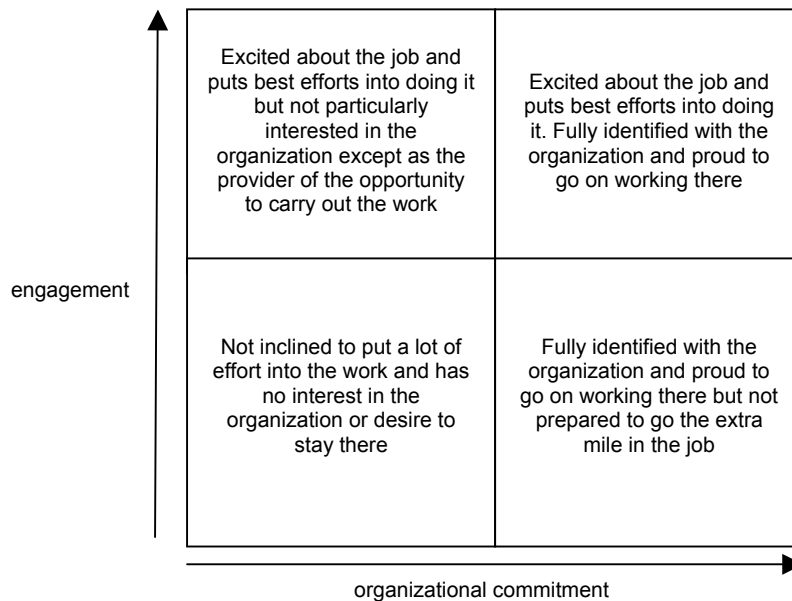 Excited about the job and
puts best efforts into doing it
but not particularly
interested in the
organization except as the
provider of the opportunity
to carry out the work
Excited about the job and
puts best efforts into doing
it. Fully identified with the
organization and proud to
go on working there
engagement
Not inclined to put a lot of
effort into the work and has
no interest in the
organization or desire to
stay there
Fully identified with the
organization and proud to
go on working there but not
prepared to go the extra
mile in the job
organizational commitment